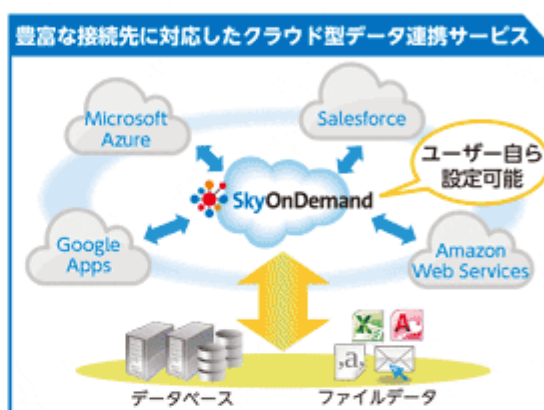 豊富な接続先に対応したクラウド型データ連携サービス
Microsoft
Azure
Salesforce
ユーザー自ら
設定可能
SkyOnDemand
Google
Apps
Amazon
Web Services
,a,
データベース
ファイルデータ